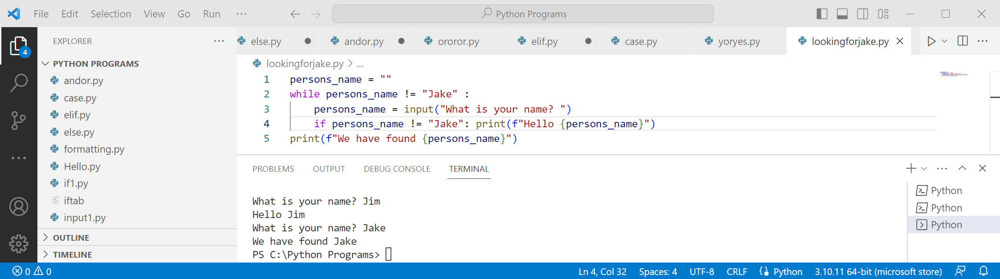 File Edit Selection View Go Run ··· Python Programs
EXPLORER ···
else.py andor.py ororor.py elif.py case.py yoryes.py lookingforjake.py
PYTHON PROGRAMS
andor.py
case.py
elif.py
else.py
formatting.py
Hello.py
if1.py
iftab
input1.py
OUTLINE
TIMELINE
4
lookingforjake.py > ...
1 persons_name = ""
2 while persons_name != "Jake" :
3 persons_name = input("What is your name? ")
4 if persons_name != "Jake": print(f"Hello {persons_name}")
5 print(f"We have found {persons_name}")
PROBLEMS OUTPUT DEBUG CONSOLE TERMINAL
What is your name? Jim
Hello Jim
What is your name? Jake
We have found Jake
PS C:\Python Programs>
Python
Python
Python
0 0 Ln 4, Col 32 Spaces: 4 UTF-8 CRLF {} Python 3.10.11 64-bit (microsoft store)